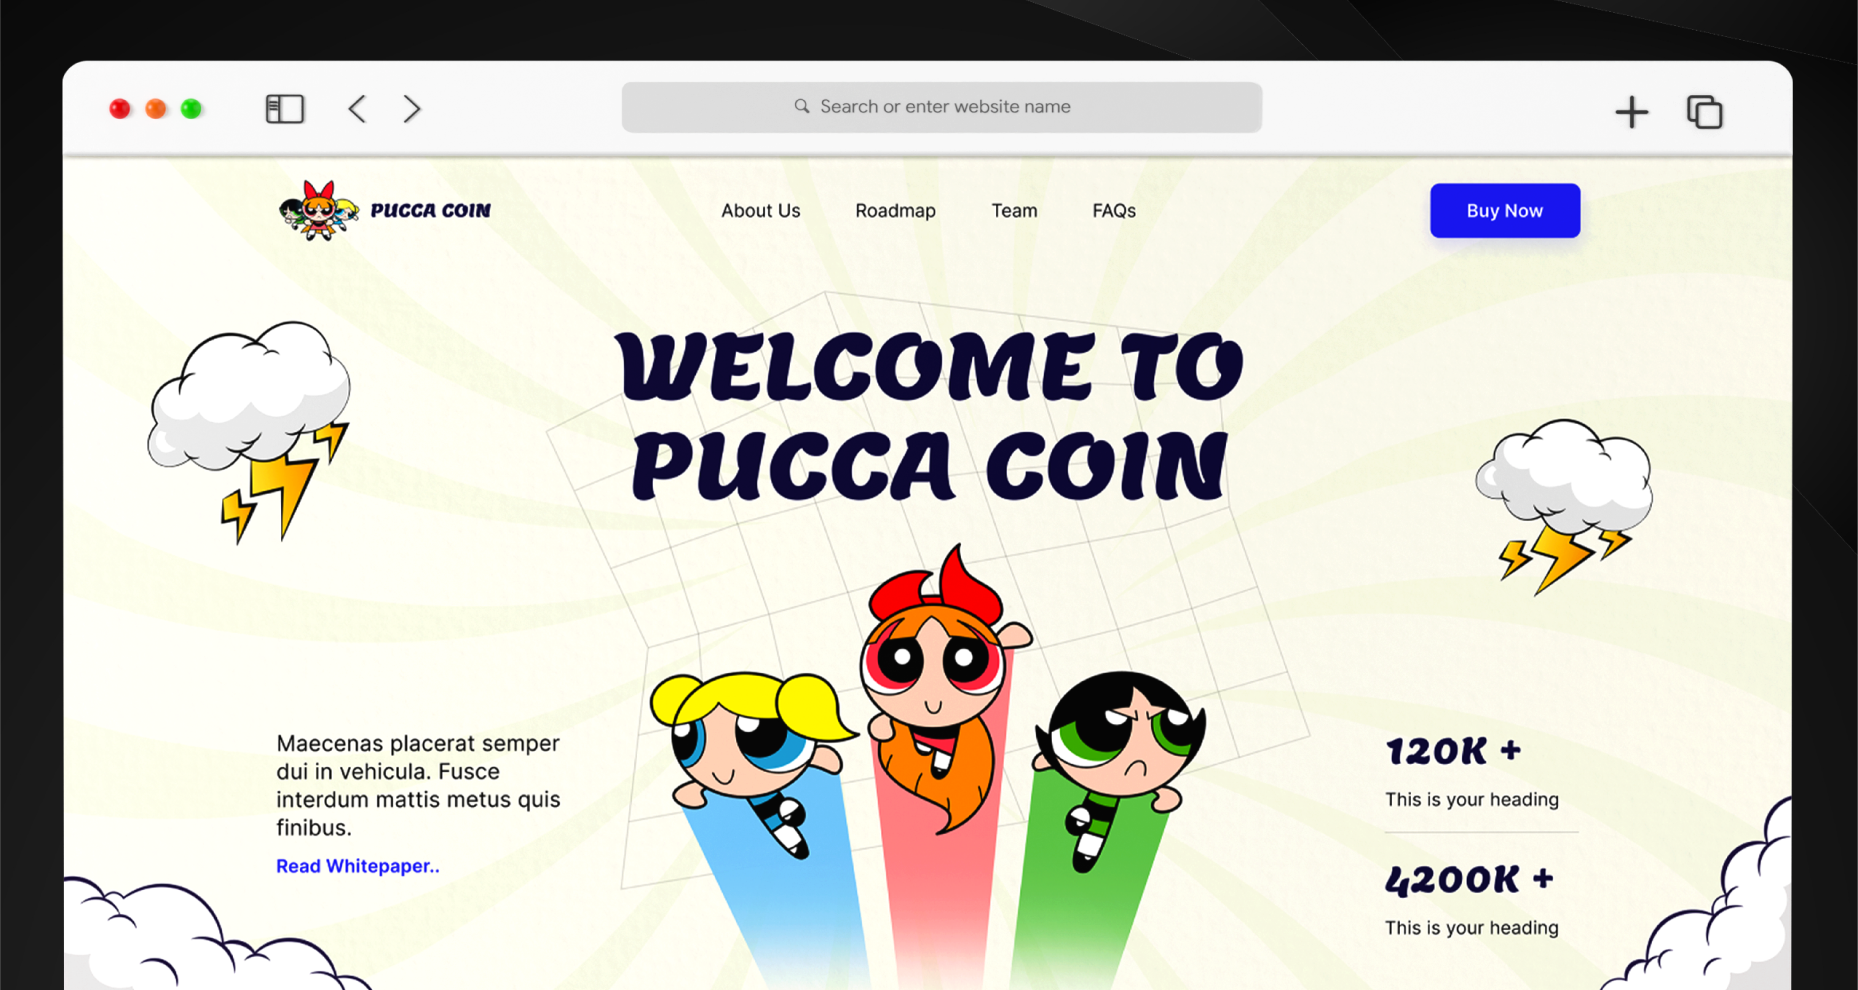 Search or enter website name
PUCCA COIN
About Us
Roadmap
Team
FAQs
Buy Now
WELCOME TO
PUCCA COIN
Maecenas placerat semper
dui in vehicula. Fusce
interdum mattis metus quis
finibus.
Read Whitepaper..
120K +
This is your heading
4200K +
This is your heading